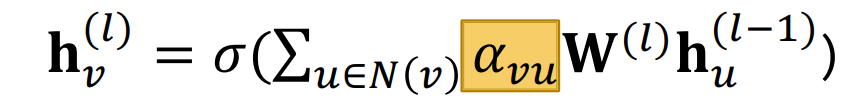 𝐡_v^{(l)} = σ(∑_{u∈N(v)} α_{vu} 𝐖^{(l)} 𝐡_u^{(l−1)})